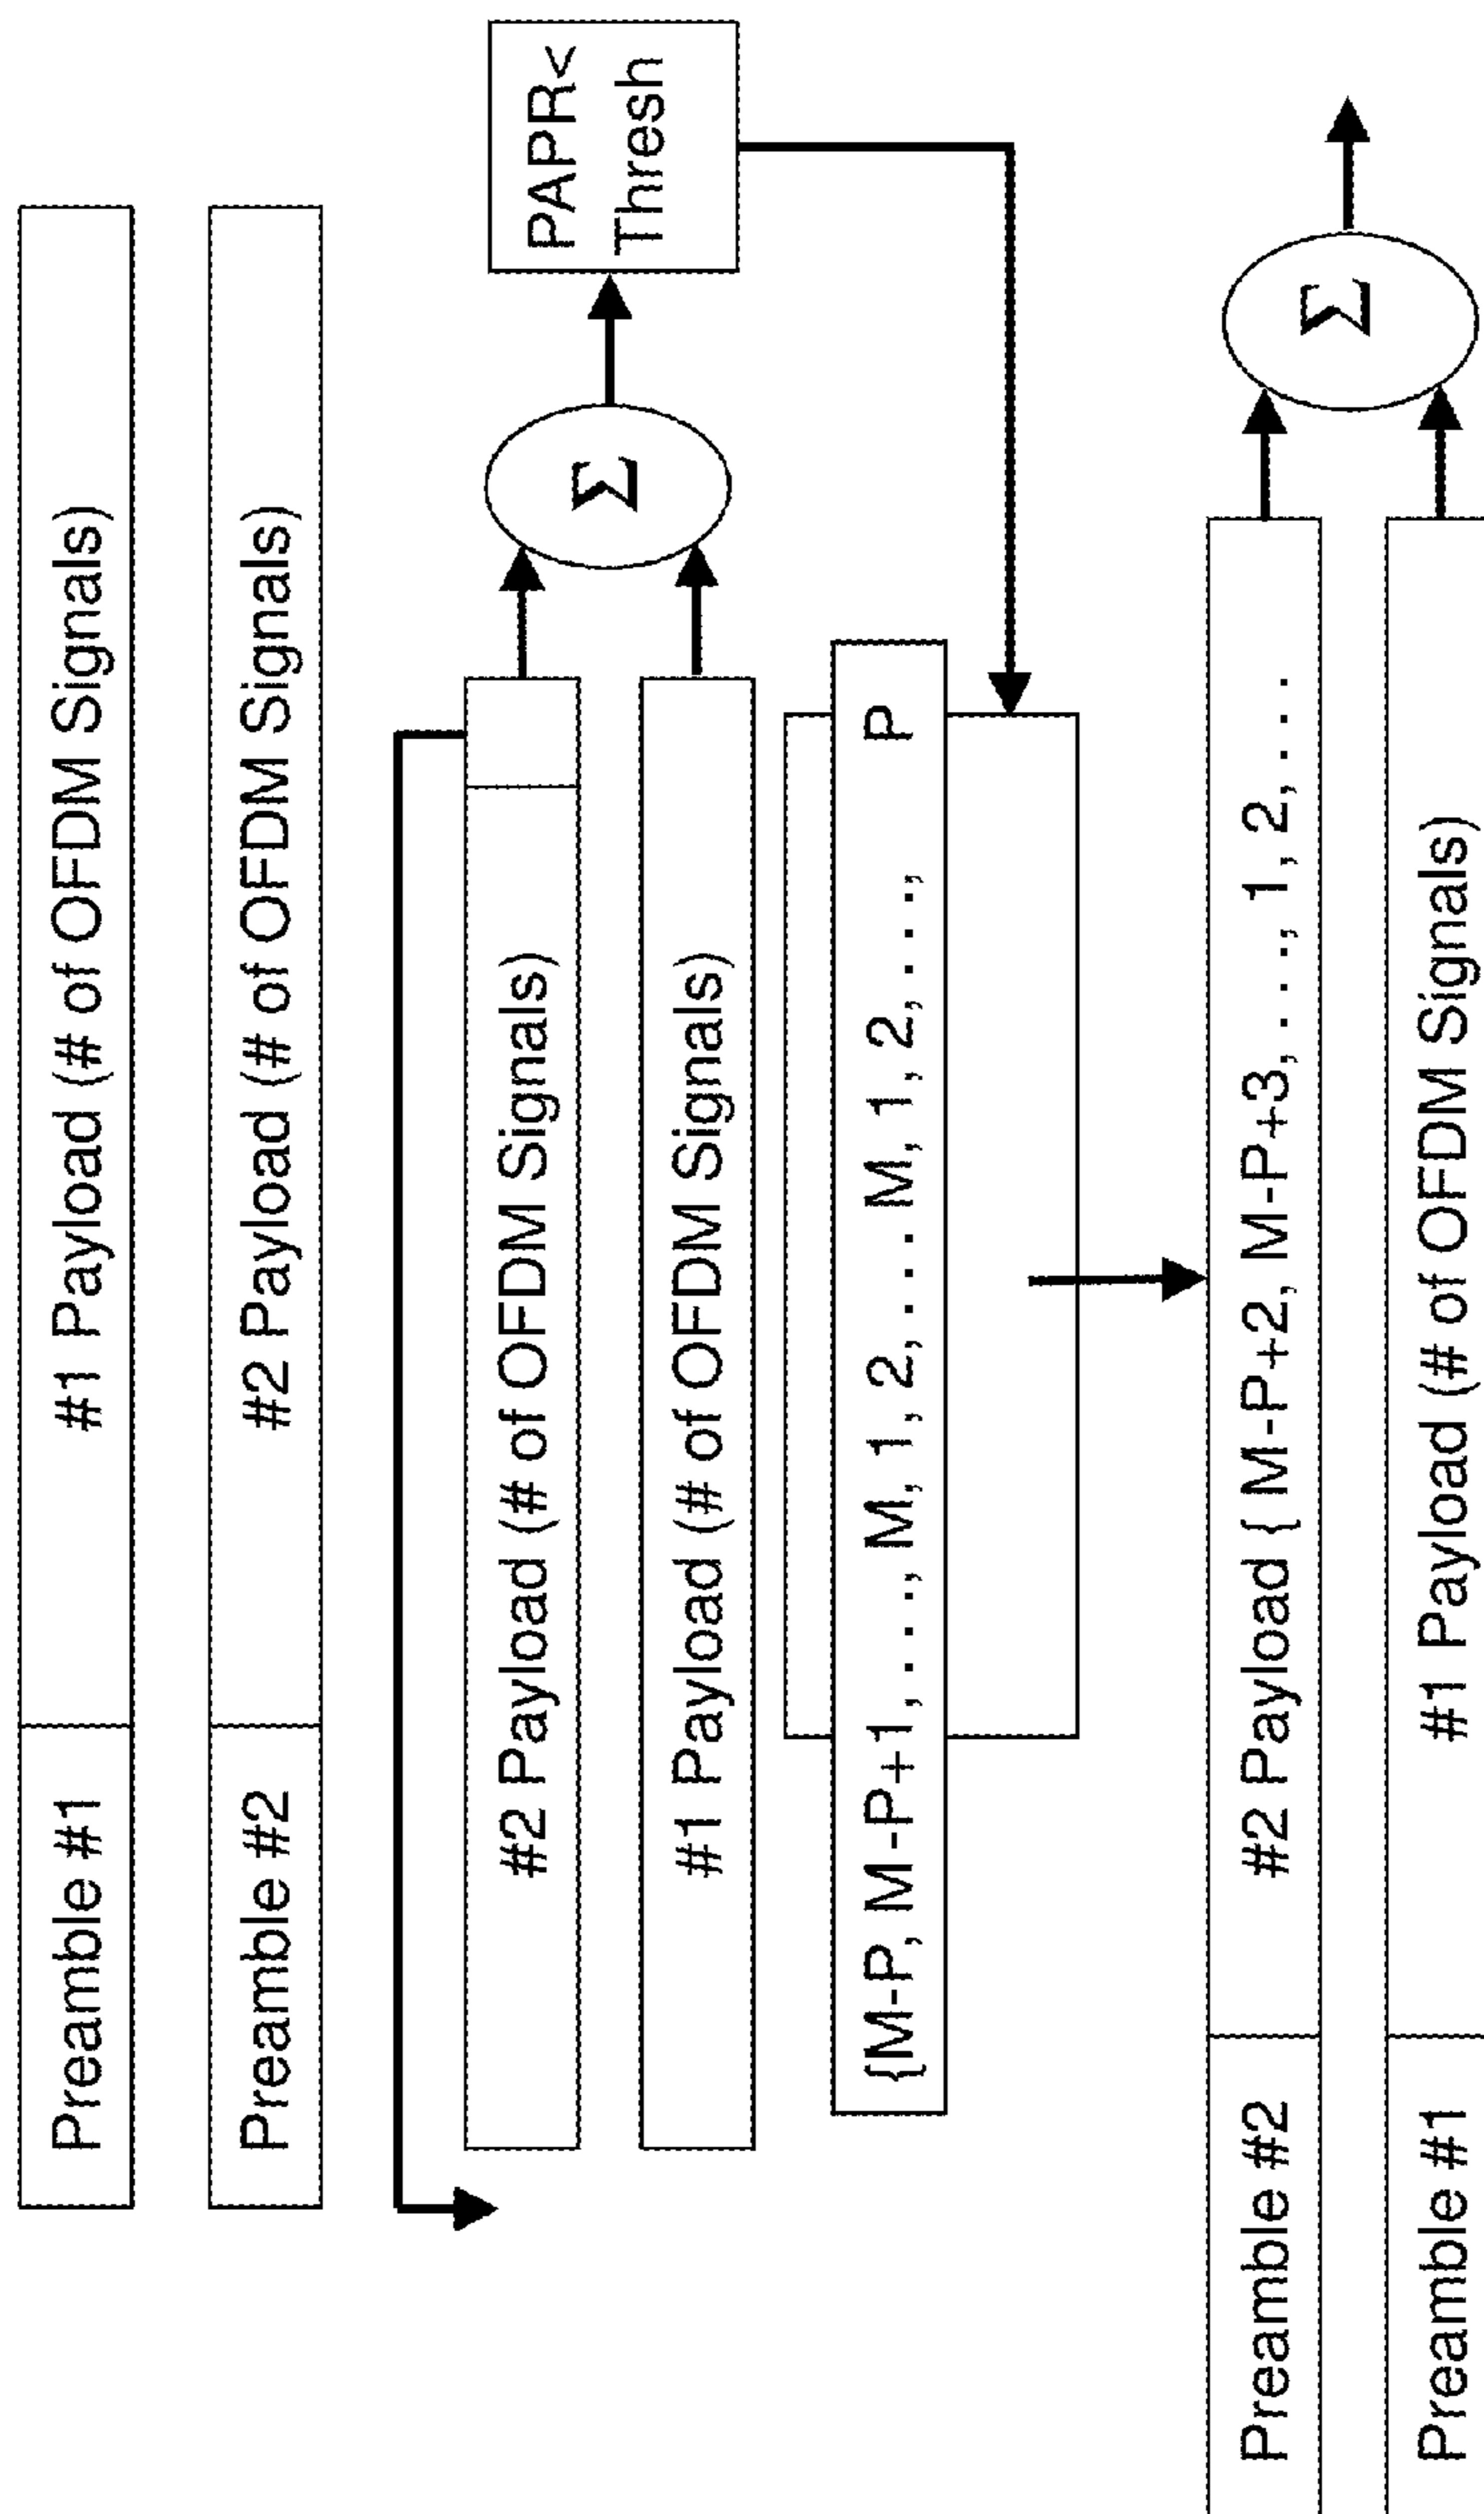 Preamble #1
#1 Payload (# of OFDM Signals)
Preamble #2
#2 Payload (# of OFDM Signals)
#2 Payload (# of OFDM Signals)
Σ
PAPR<
Thresh
#1 Payload (# of OFDM Signals)
{M-P, M-P+1, . . ., M, 1, 2, . . . M, 1, 2, . . ., P
Preamble #2
#2 Payload { M-P+2, M-P+3, . . ., 1, 2, . . .
Σ
Preamble #1
#1 Payload (# of OFDM Signals)